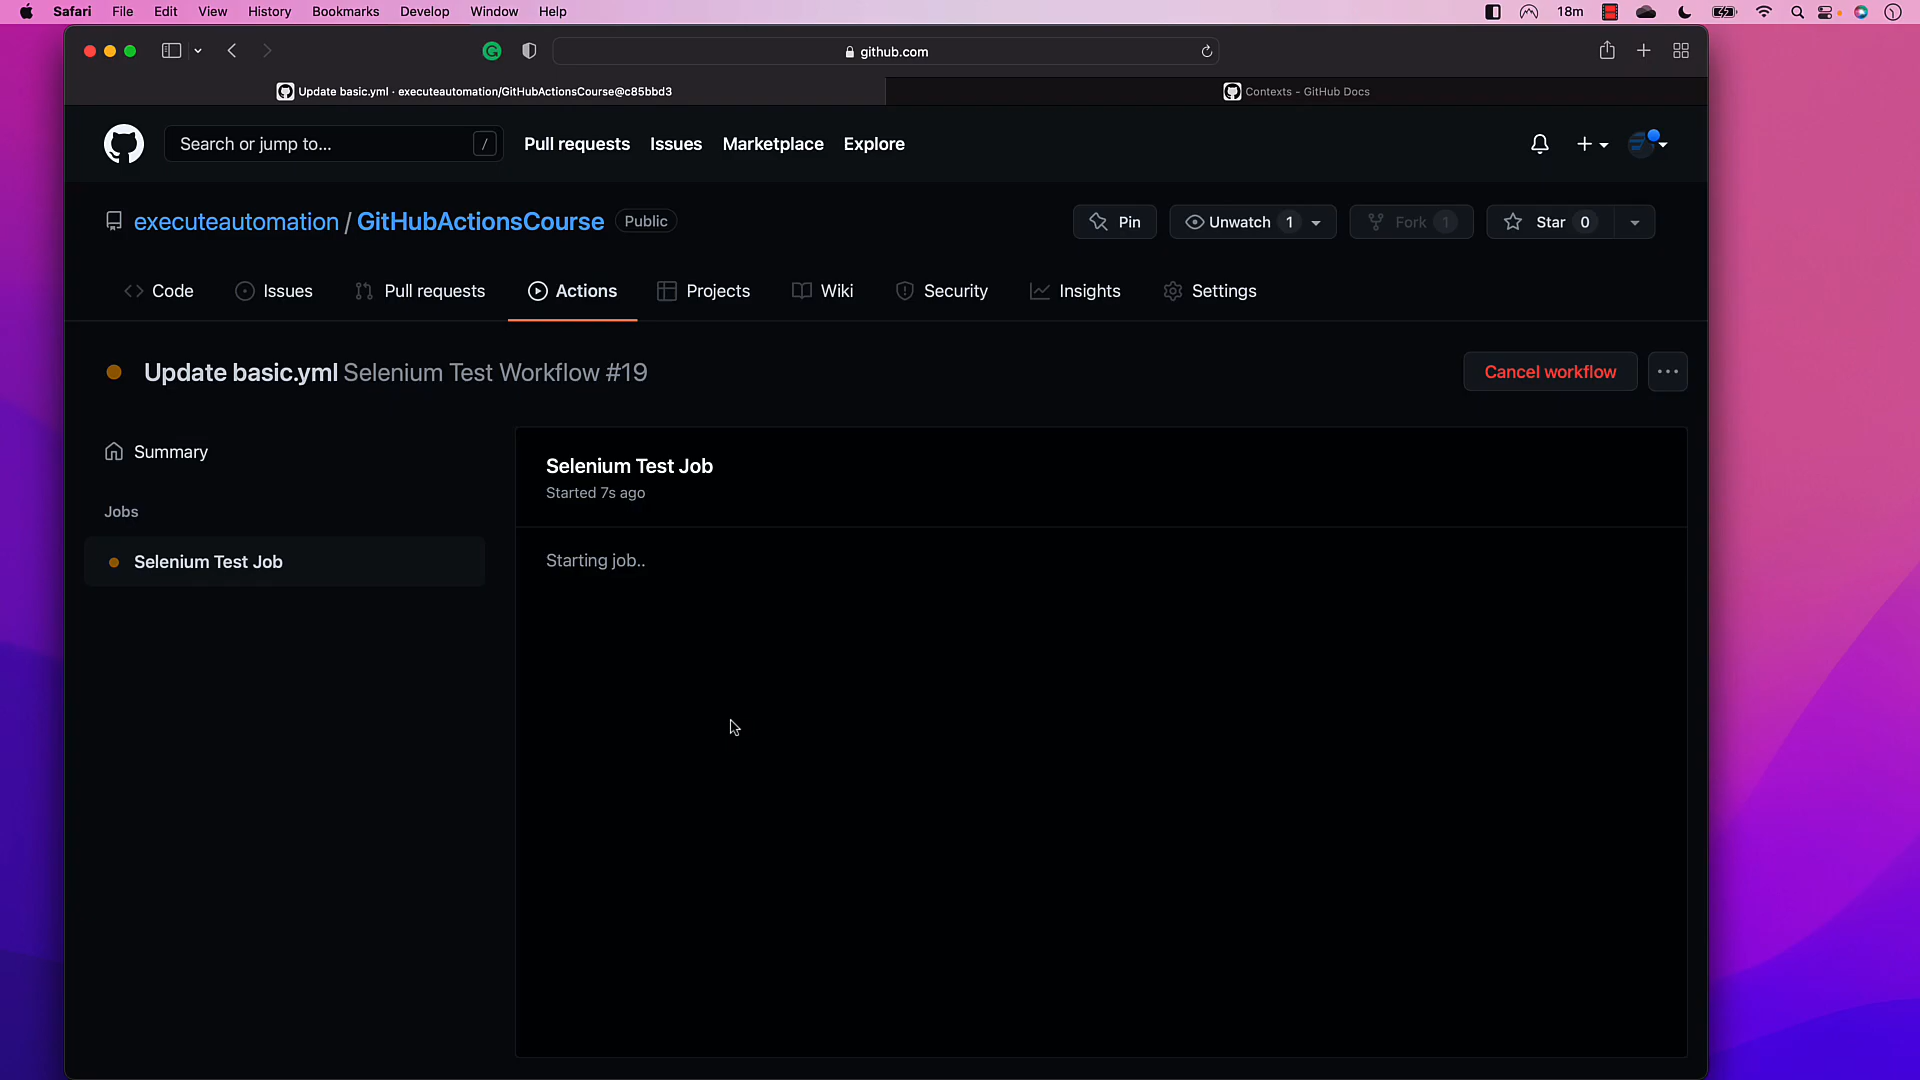 Safari File Edit View History Bookmarks Develop Window Help 18m
github.com
Update basic.yml · executeautomation/GitHubActionsCourse@c85bbd3
Contexts - GitHub Docs
Search or jump to... /
Pull requests Issues Marketplace Explore
executeautomation / GitHubActionsCourse Public
Pin Unwatch 1 Fork 1 Star 0
Code Issues Pull requests Actions Projects Wiki Security Insights Settings
Update basic.yml Selenium Test Workflow #19
Cancel workflow
Summary
Jobs
Selenium Test Job
Selenium Test Job
Started 7s ago
Starting job..